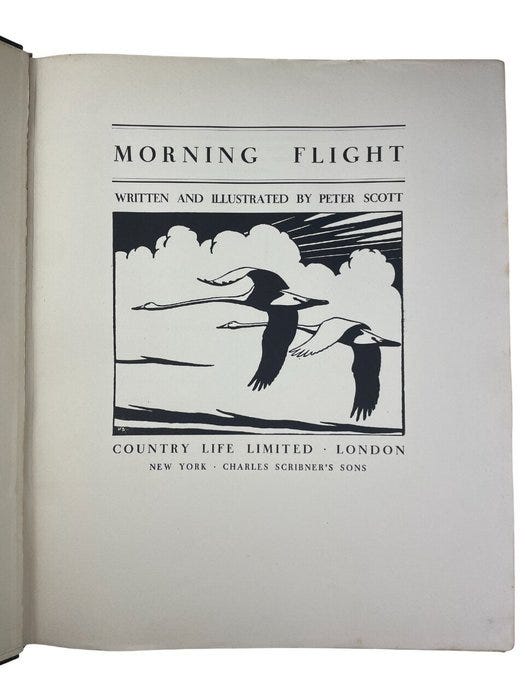 MORNING FLIGHT
WRITTEN AND ILLUSTRATED BY PETER SCOTT
COUNTRY LIFE LIMITED · LONDON
NEW YORK · CHARLES SCRIBNER'S SONS